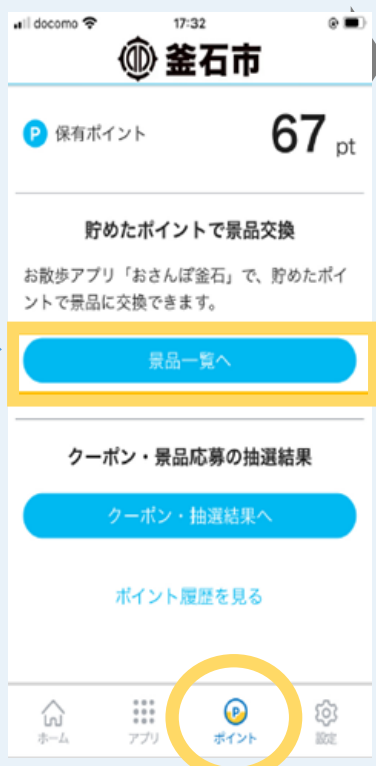 docomo 17:32
釜石市
P 保有ポイント 67 pt
貯めたポイントで景品交換
お散歩アプリ「おさんぽ釜石」で、貯めたポイ
ントで景品に交換できます。
景品一覧へ
クーポン・景品応募の抽選結果
クーポン・抽選結果へ
ポイント履歴を見る
P
ホーム アプリ ポイント 設定